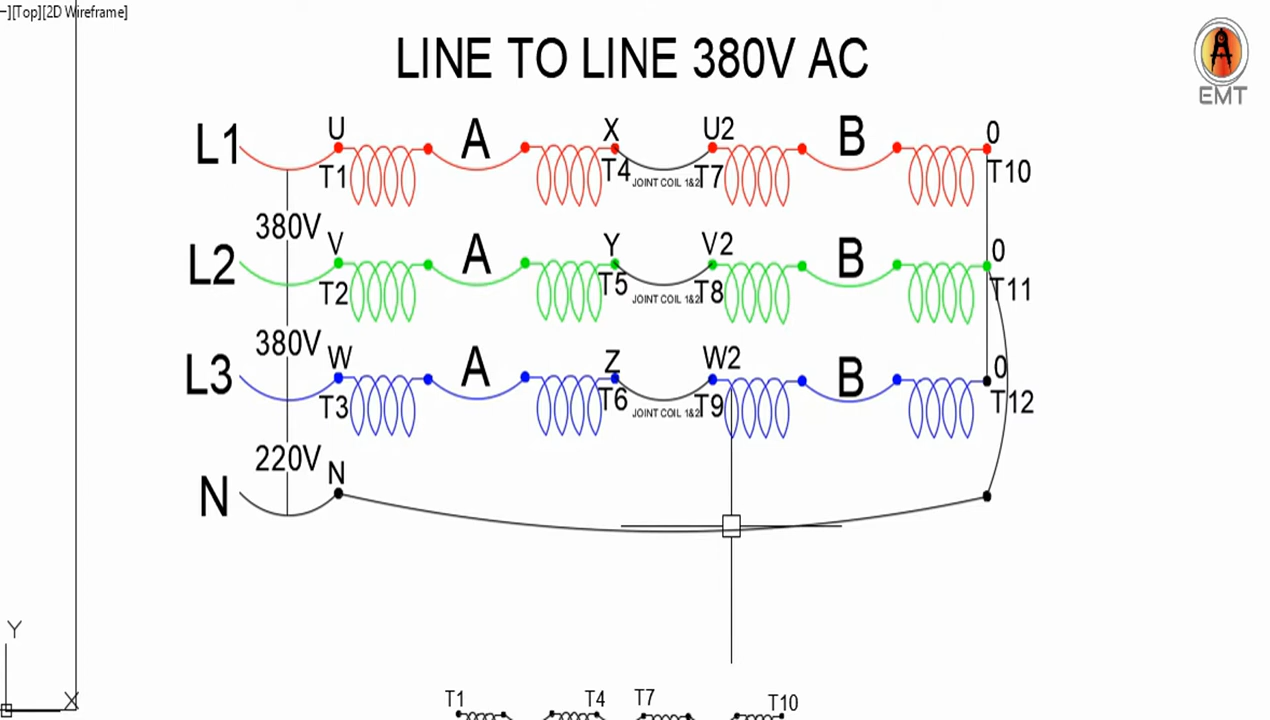 –][Top][2D Wireframe]
LINE TO LINE 380V AC
EMT
L1 U T1 A X T4 JOINT COIL 1&2 U2 T7 B 0 T10
380V
L2 V T2 A Y T5 JOINT COIL 1&2 V2 T8 B 0 T11
380V
L3 W T3 A Z T6 JOINT COIL 1&2 W2 T9 B 0 T12
220V
N N
Y
X
T1 T4 T7 T10